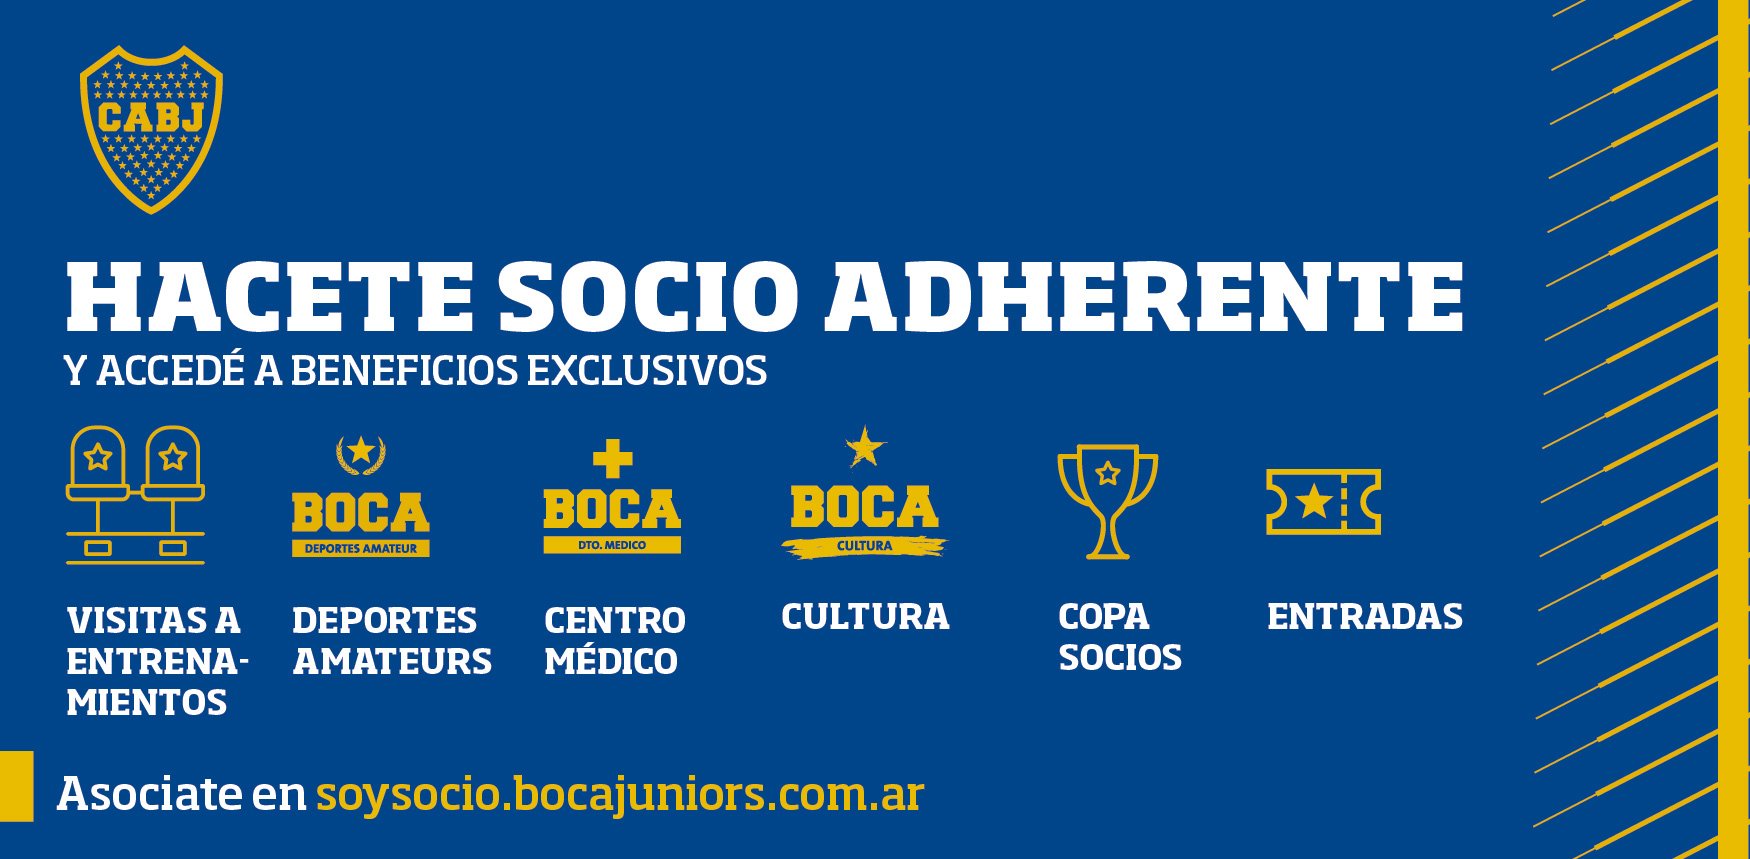 CABJ
HACETE SOCIO ADHERENTE
Y ACCEDÉ A BENEFICIOS EXCLUSIVOS
BOCA
DEPORTES AMATEUR
BOCA
DTO. MEDICO
BOCA
CULTURA
VISITAS A
ENTRENA-
MIENTOS
DEPORTES
AMATEURS
CENTRO
MÉDICO
CULTURA
COPA
SOCIOS
ENTRADAS
Asociate en soysocio.bocajuniors.com.ar